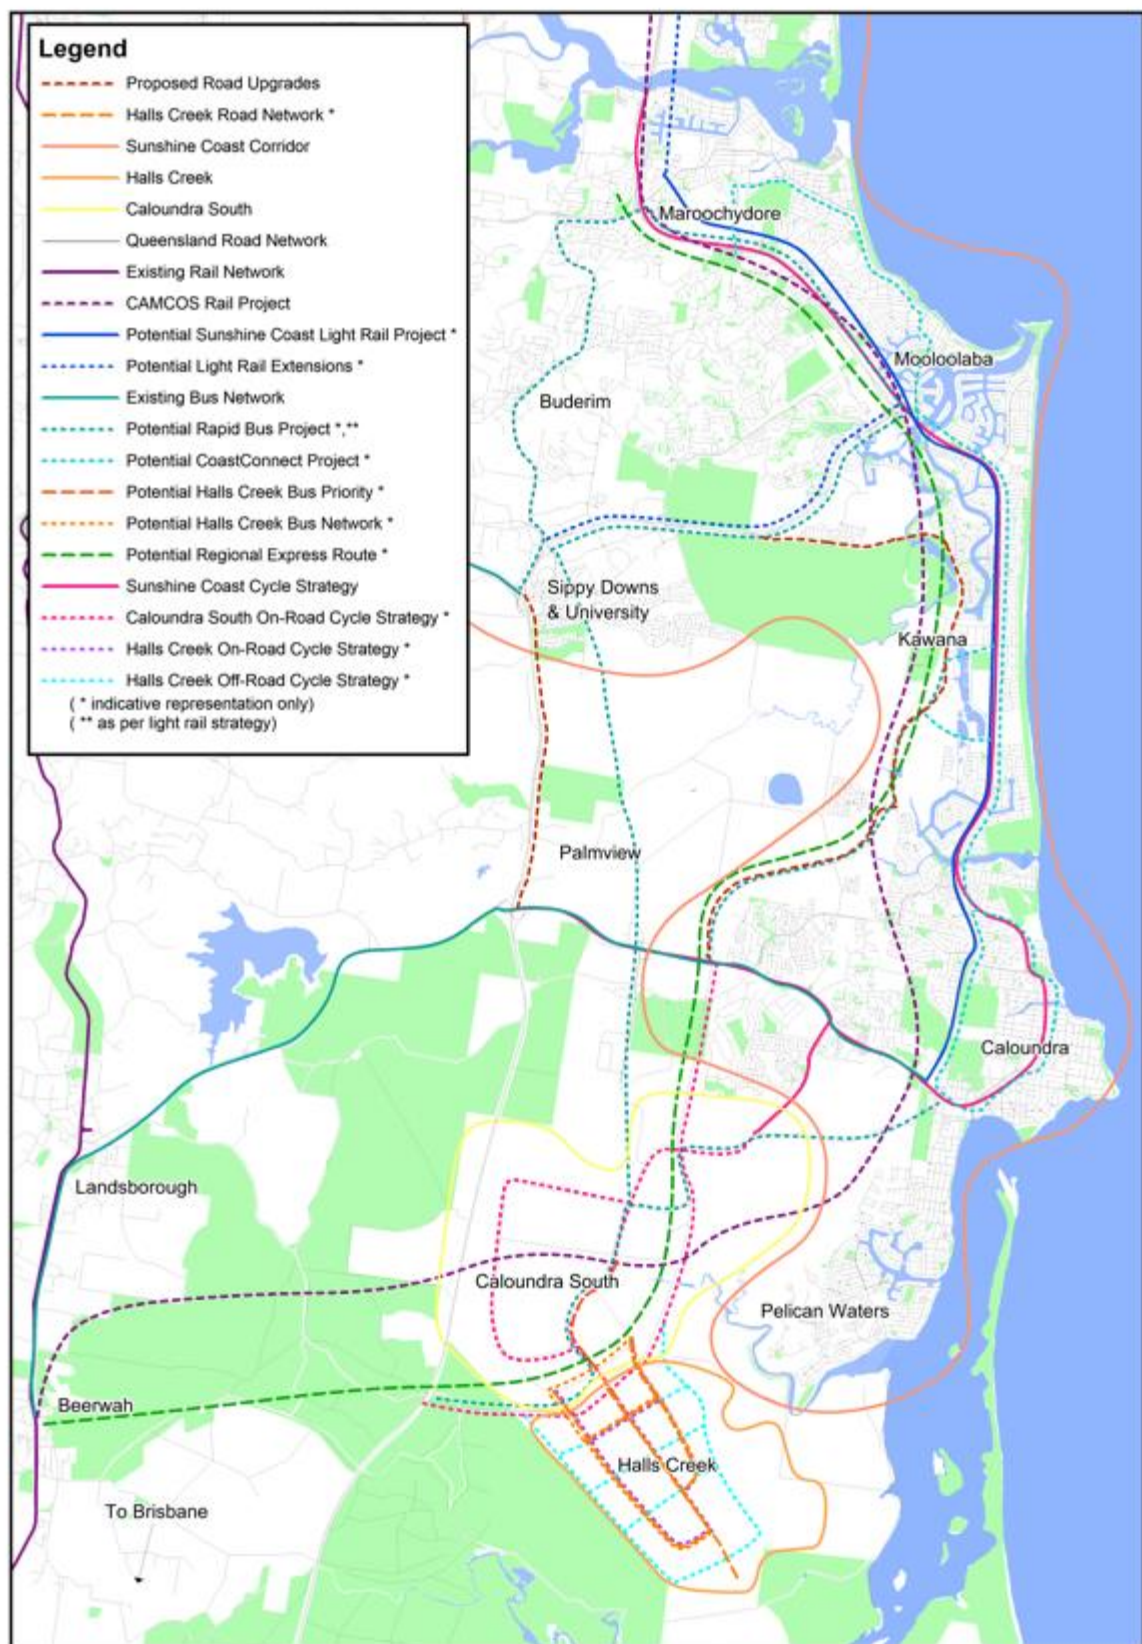 Legend
Proposed Road Upgrades
Halls Creek Road Network *
Sunshine Coast Corridor
Halls Creek
Caloundra South
Queensland Road Network
Existing Rail Network
CAMCOS Rail Project
Potential Sunshine Coast Light Rail Project *
Potential Light Rail Extensions *
Existing Bus Network
Potential Rapid Bus Project *,**
Potential CoastConnect Project *
Potential Halls Creek Bus Priority *
Potential Halls Creek Bus Network *
Potential Regional Express Route *
Sunshine Coast Cycle Strategy
Caloundra South On-Road Cycle Strategy *
Halls Creek On-Road Cycle Strategy *
Halls Creek Off-Road Cycle Strategy *
( * indicative representation only)
( ** as per light rail strategy)
Maroochydore
Mooloolaba
Buderim
Sippy Downs
& University
Kawana
Palmview
Caloundra
Landsborough
Caloundra South
Pelican Waters
Beerwah
Halls Creek
To Brisbane